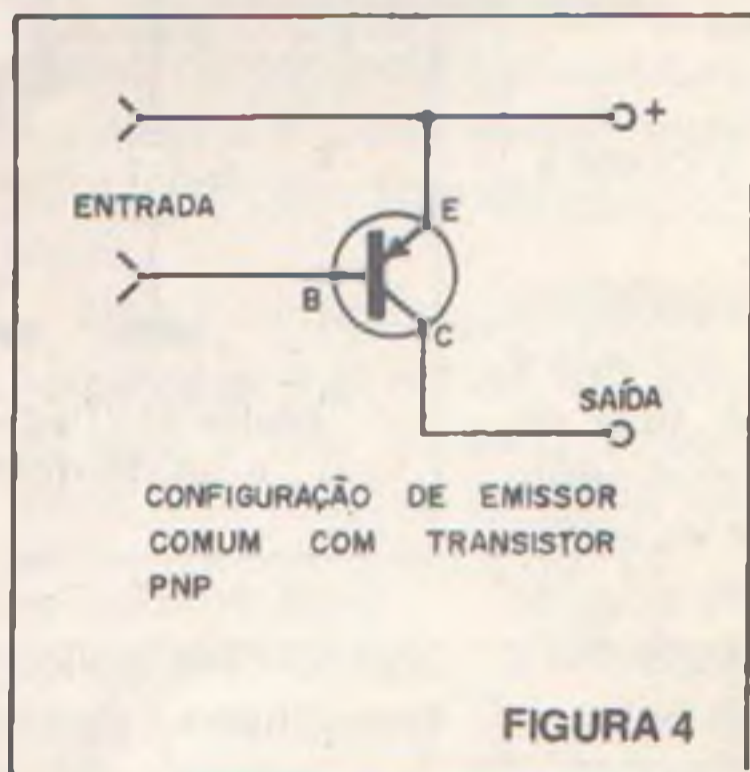 +
ENTRADA
E
B
C
SAÍDA
CONFIGURAÇÃO DE EMISSOR
COMUM COM TRANSISTOR
PNP
FIGURA 4